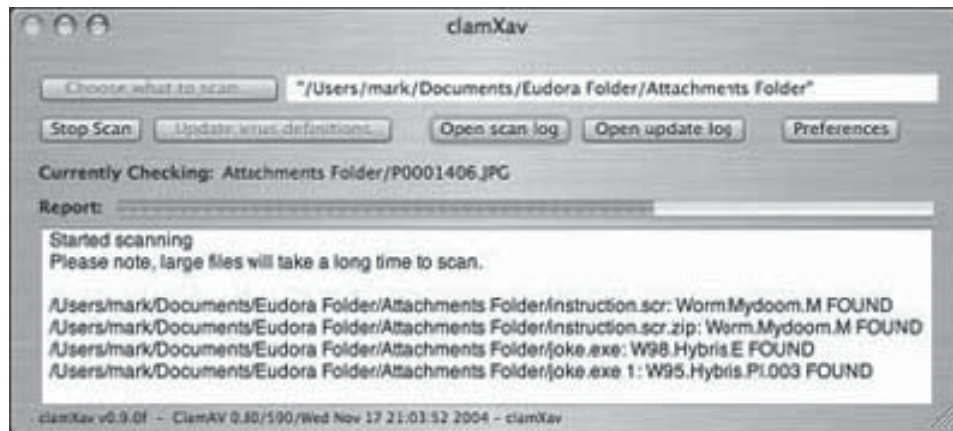 clamXav
Choose what to scan... "/Users/mark/Documents/Eudora Folder/Attachments Folder"
Stop Scan Update virus definitions Open scan log Open update log Preferences
Currently Checking: Attachments Folder/P0001406.JPG
Report:
Started scanning
Please note, large files will take a long time to scan.
/Users/mark/Documents/Eudora Folder/Attachments Folder/instruction.scr: Worm.Mydoom.M FOUND
/Users/mark/Documents/Eudora Folder/Attachments Folder/instruction.scr.zip: Worm.Mydoom.M FOUND
/Users/mark/Documents/Eudora Folder/Attachments Folder/joke.exe: W98.Hybris.E FOUND
/Users/mark/Documents/Eudora Folder/Attachments Folder/joke.exe 1: W95.Hybris.PI.003 FOUND
clamXav v0.9.0f - ClamAV 0.80/590/Wed Nov 17 21:03:52 2004 - clamXav